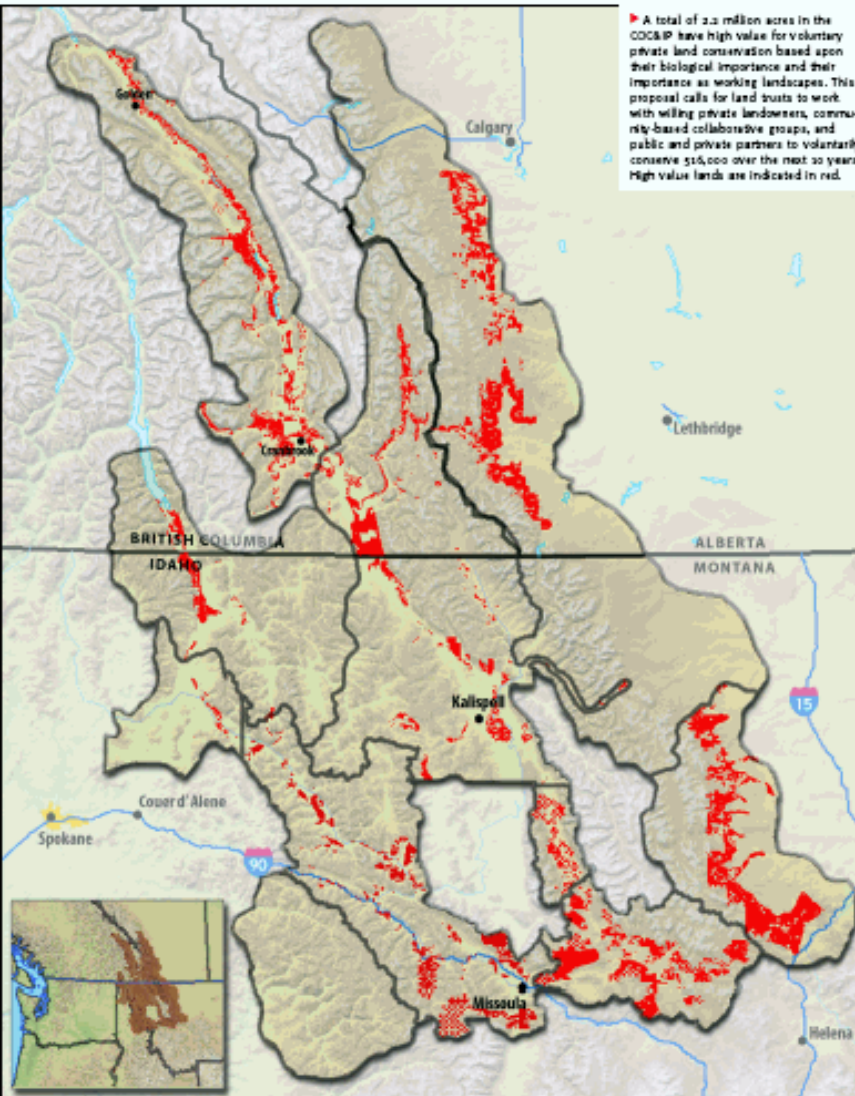 ▶ A total of 2.2 million acres in the
COC&IP have high value for voluntary
private land conservation based upon
their biological importance and their
importance as working landscapes. This
proposal calls for land trusts to work
with willing private landowners, commu-
nity-based collaborative groups, and
public and private partners to voluntaril
conserve 516,000 over the next 10 years
High value lands are indicated in red.
Golden
Calgary
Cranbrook
Lethbridge
BRITISH COLUMBIA
ALBERTA
IDAHO
MONTANA
Kalispell
15
Couer d'Alene
Spokane
90
Missoula
Helena